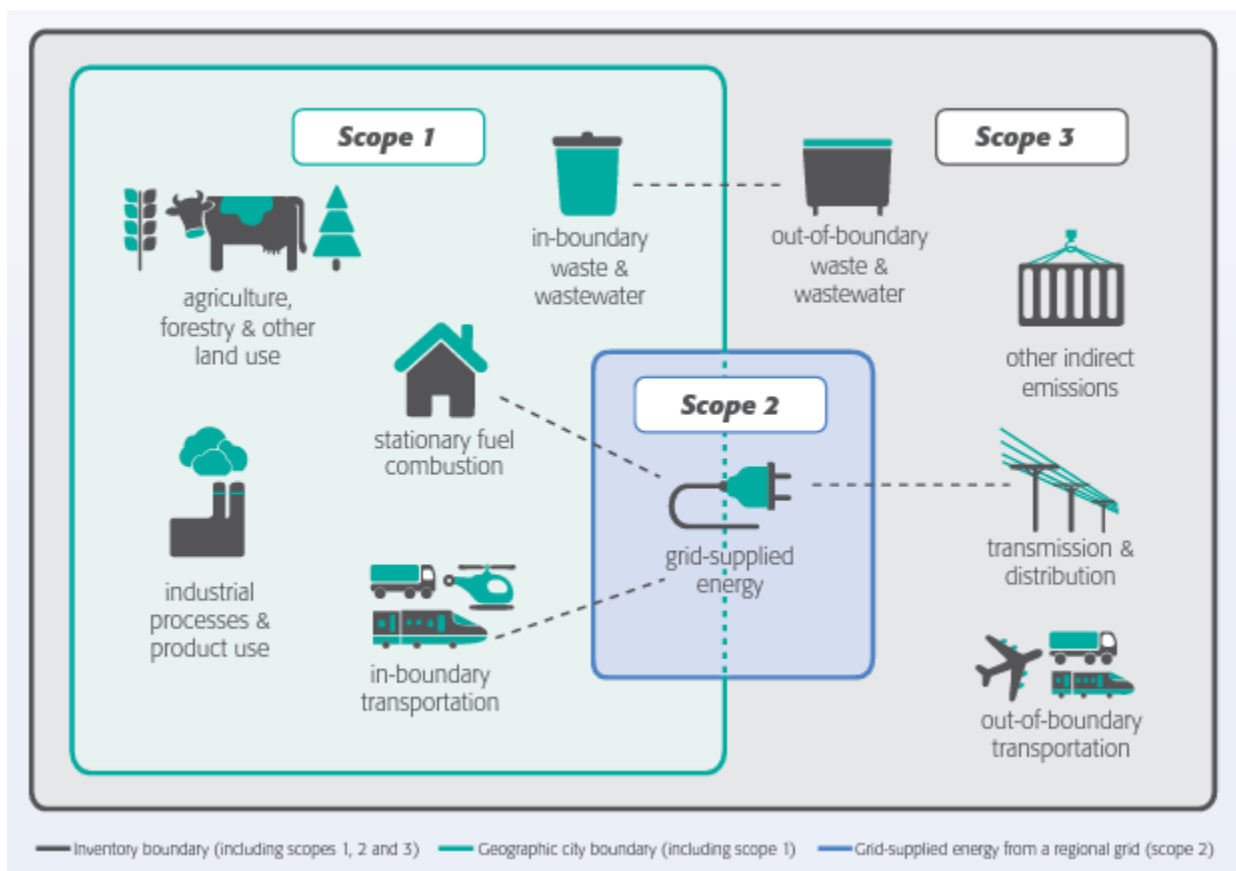 Scope 1
Scope 3
in-boundary
waste &
wastewater
out-of-boundary
waste &
wastewater
agriculture,
forestry & other
land use
other indirect
emissions
Scope 2
stationary fuel
combustion
grid-supplied
energy
transmission &
distribution
industrial
processes &
product use
in-boundary
transportation
out-of-boundary
transportation
Inventory boundary (including scopes 1, 2 and 3) Geographic city boundary (including scope 1) Grid-supplied energy from a regional grid (scope 2)